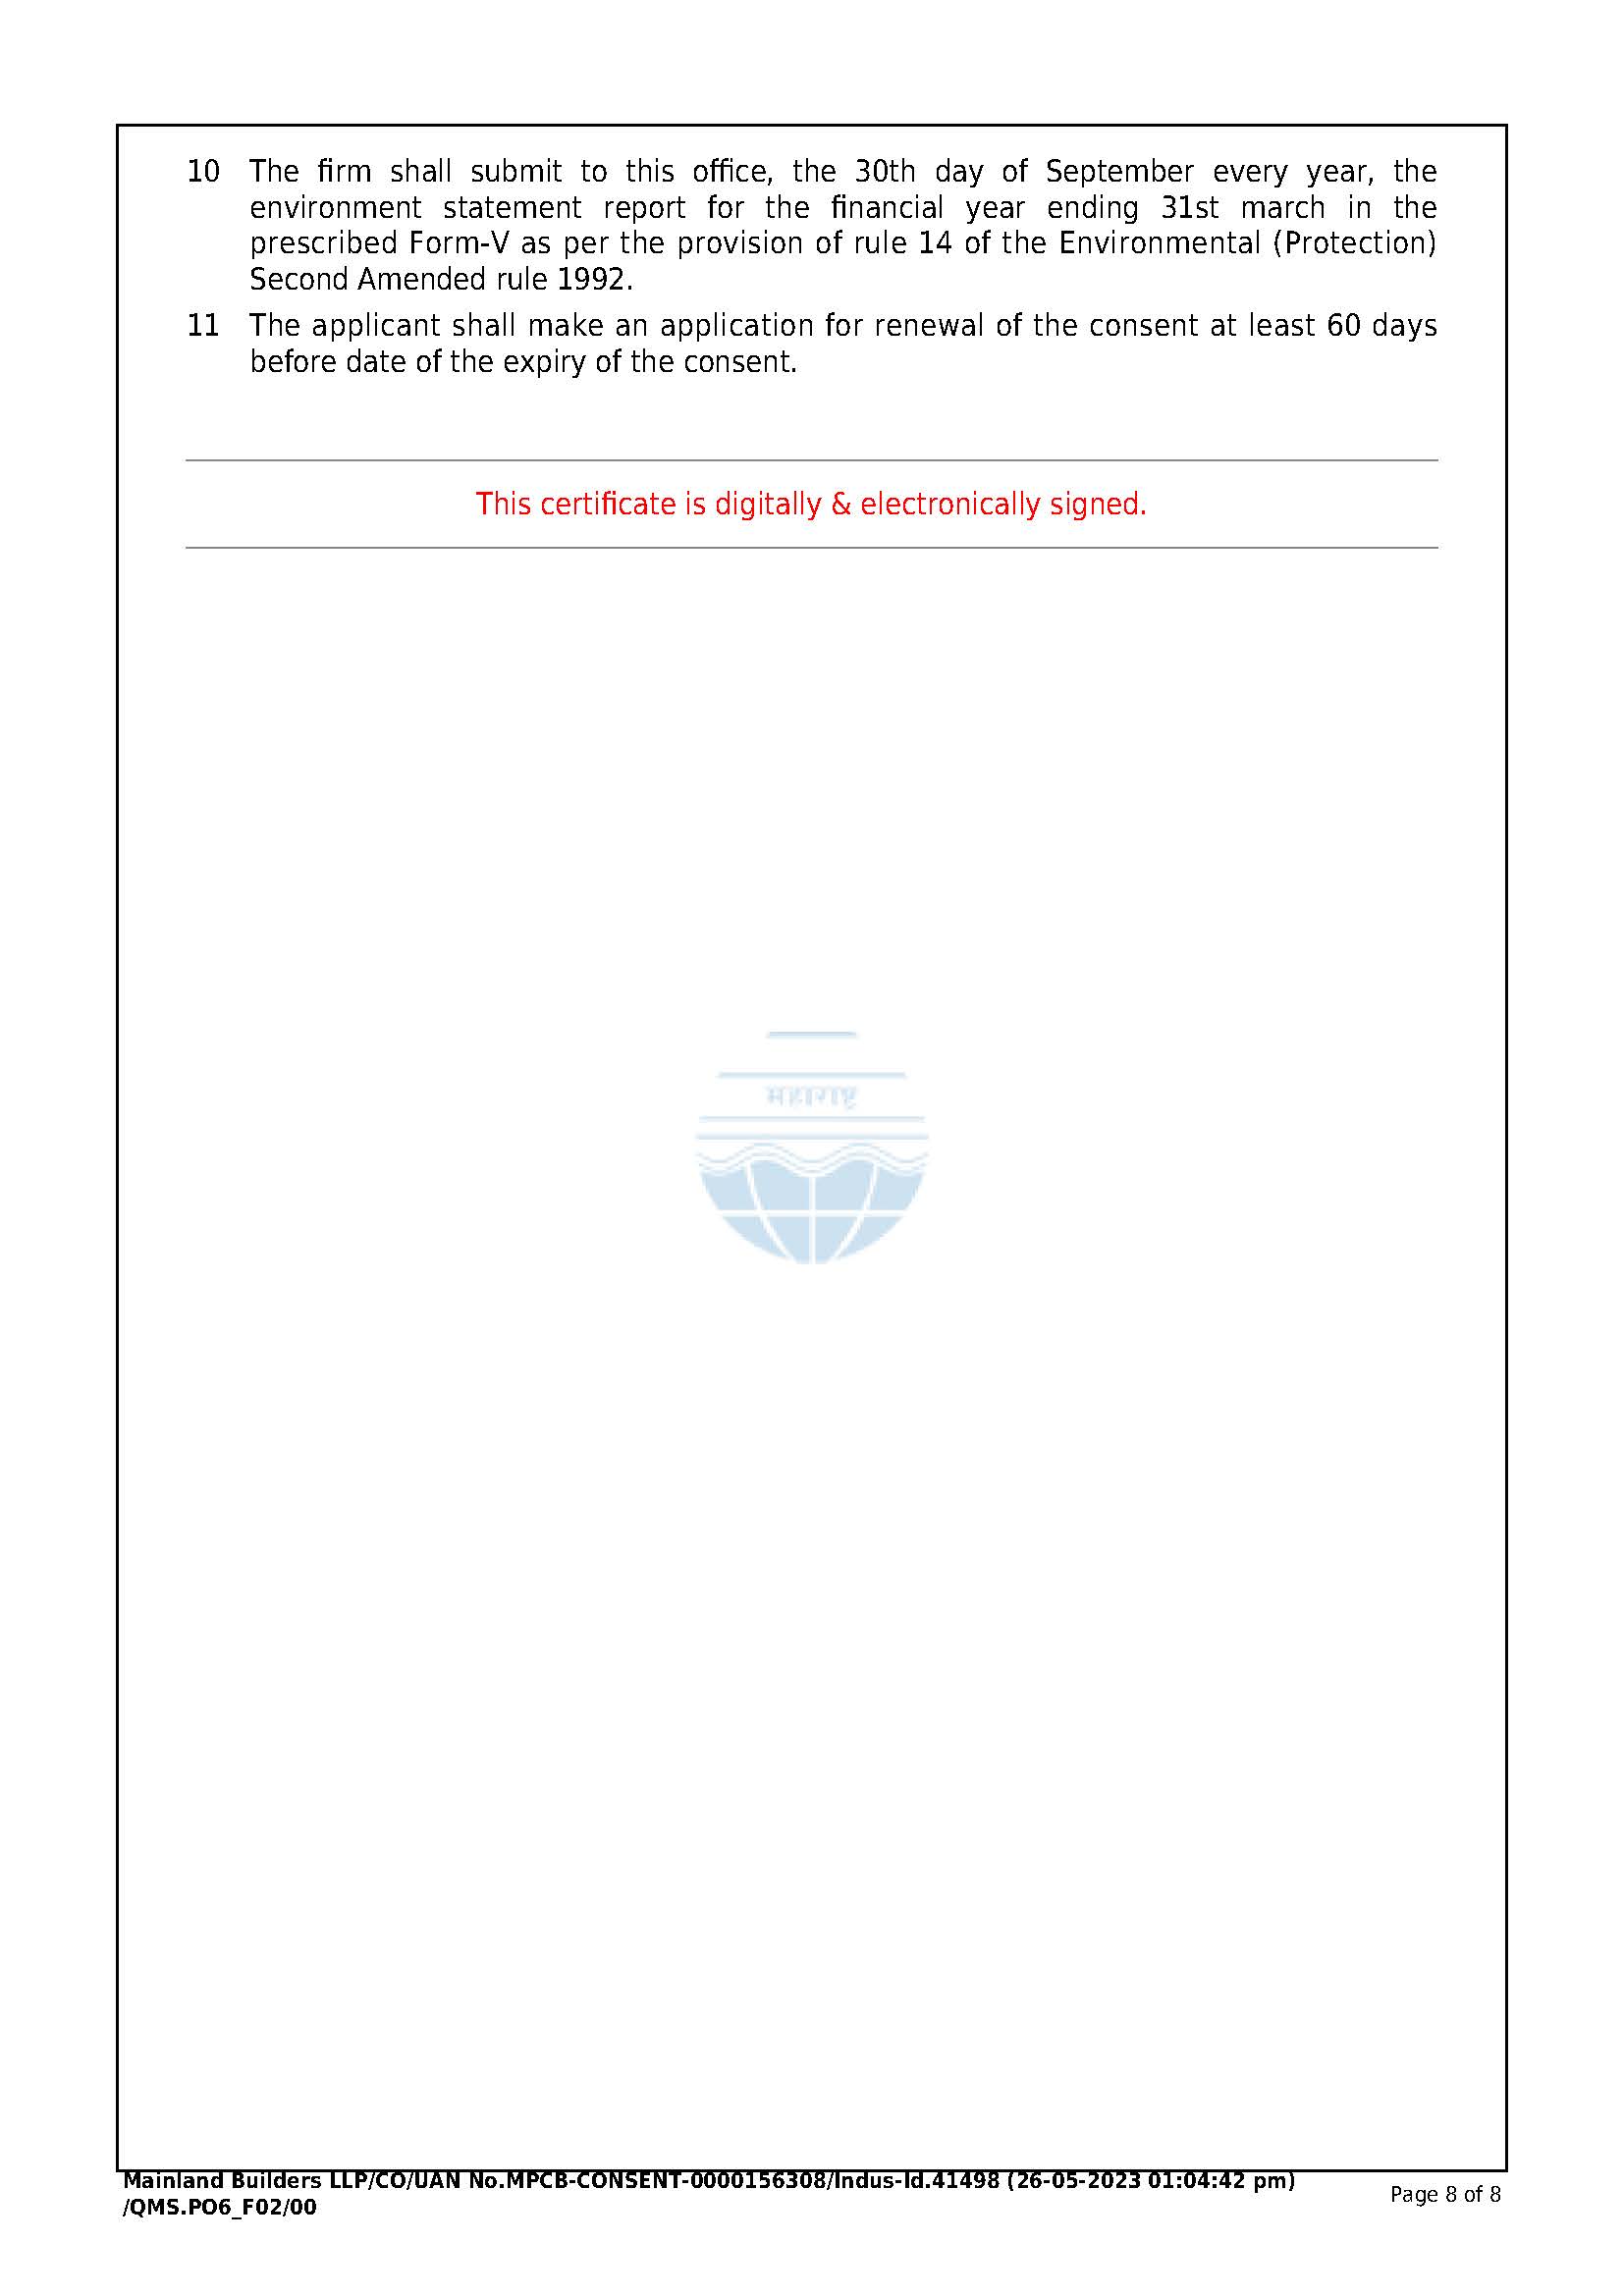 10 The firm shall submit to this office, the 30th day of September every year, the
environment statement report for the financial year ending 31st march in the
prescribed Form-V as per the provision of rule 14 of the Environmental (Protection)
Second Amended rule 1992.
11 The applicant shall make an application for renewal of the consent at least 60 days
before date of the expiry of the consent.
This certificate is digitally & electronically signed.
महाराष्ट्र
Mainland Builders LLP/CO/UAN No.MPCB-CONSENT-0000156308/Indus-Id.41498 (26-05-2023 01:04:42 pm)
/QMS.PO6_F02/00
Page 8 of 8